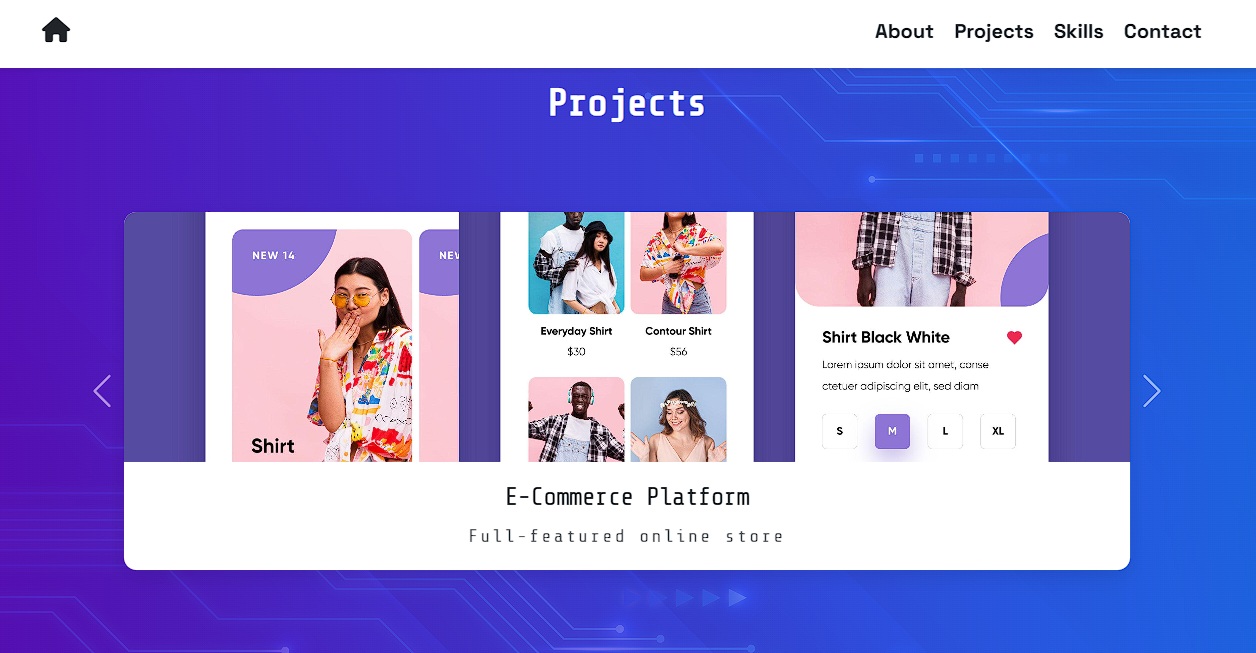 About Projects Skills Contact
Projects
NEW 14
Everyday Shirt
$30
Contour Shirt
$56
Shirt
Shirt Black White
Lorem ipsum dolor sit amet, conse
ctetuer adipiscing elit, sed diam
S M L XL
E-Commerce Platform
Full-featured online store